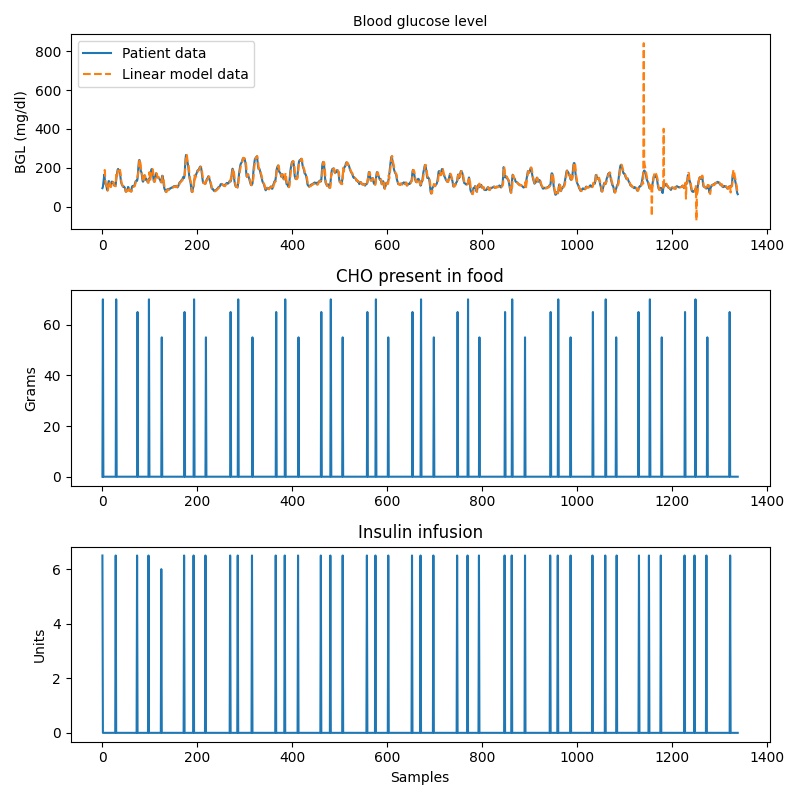 Blood glucose level
BGL (mg/dl)
800
600
400
200
0
Patient data
Linear model data
0 200 400 600 800 1000 1200 1400
CHO present in food
Grams
60
40
20
0
0 200 400 600 800 1000 1200 1400
Insulin infusion
Units
6
4
2
0
0 200 400 600 800 1000 1200 1400
Samples